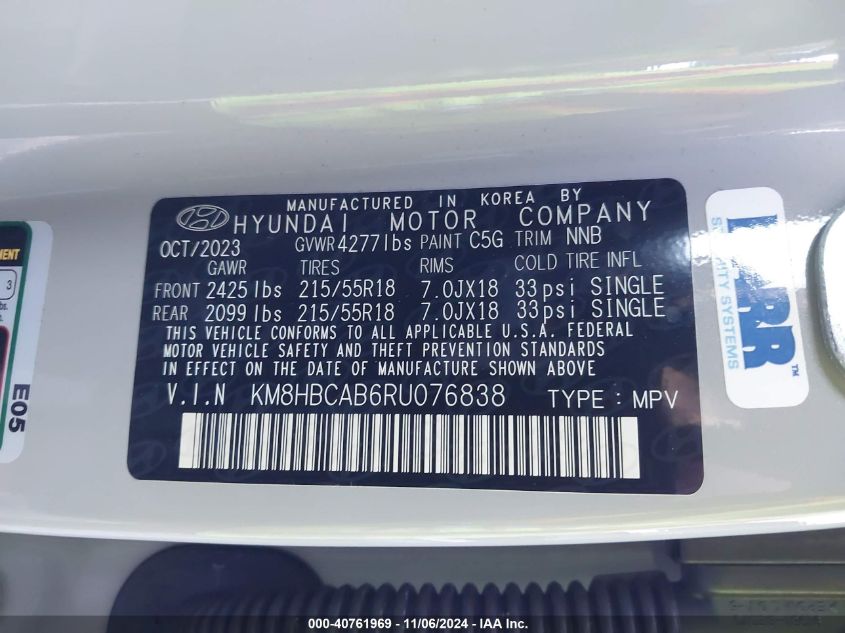 MANUFACTURED IN KOREA BY
HYUNDAI MOTOR COMPANY
OCT/2023 GVWR 4277lbs PAINT C5G TRIM NNB
GAWR TIRES RIMS COLD TIRE INFL
FRONT 2425lbs 215/55R18 7.0JX18 33psi SINGLE
REAR 2099lbs 215/55R18 7.0JX18 33psi SINGLE
THIS VEHICLE CONFORMS TO ALL APPLICABLE U.S.A. FEDERAL
MOTOR VEHICLE SAFETY AND THEFT PREVENTION STANDARDS
IN EFFECT ON THE DATE OF MANUFACTURE SHOWN ABOVE
V.I.N KM8HBCAB6RU076838 TYPE : MPV
3
E05
SYSTEMS
TM
000-40761969 — 11/06/2024 — IAA Inc.